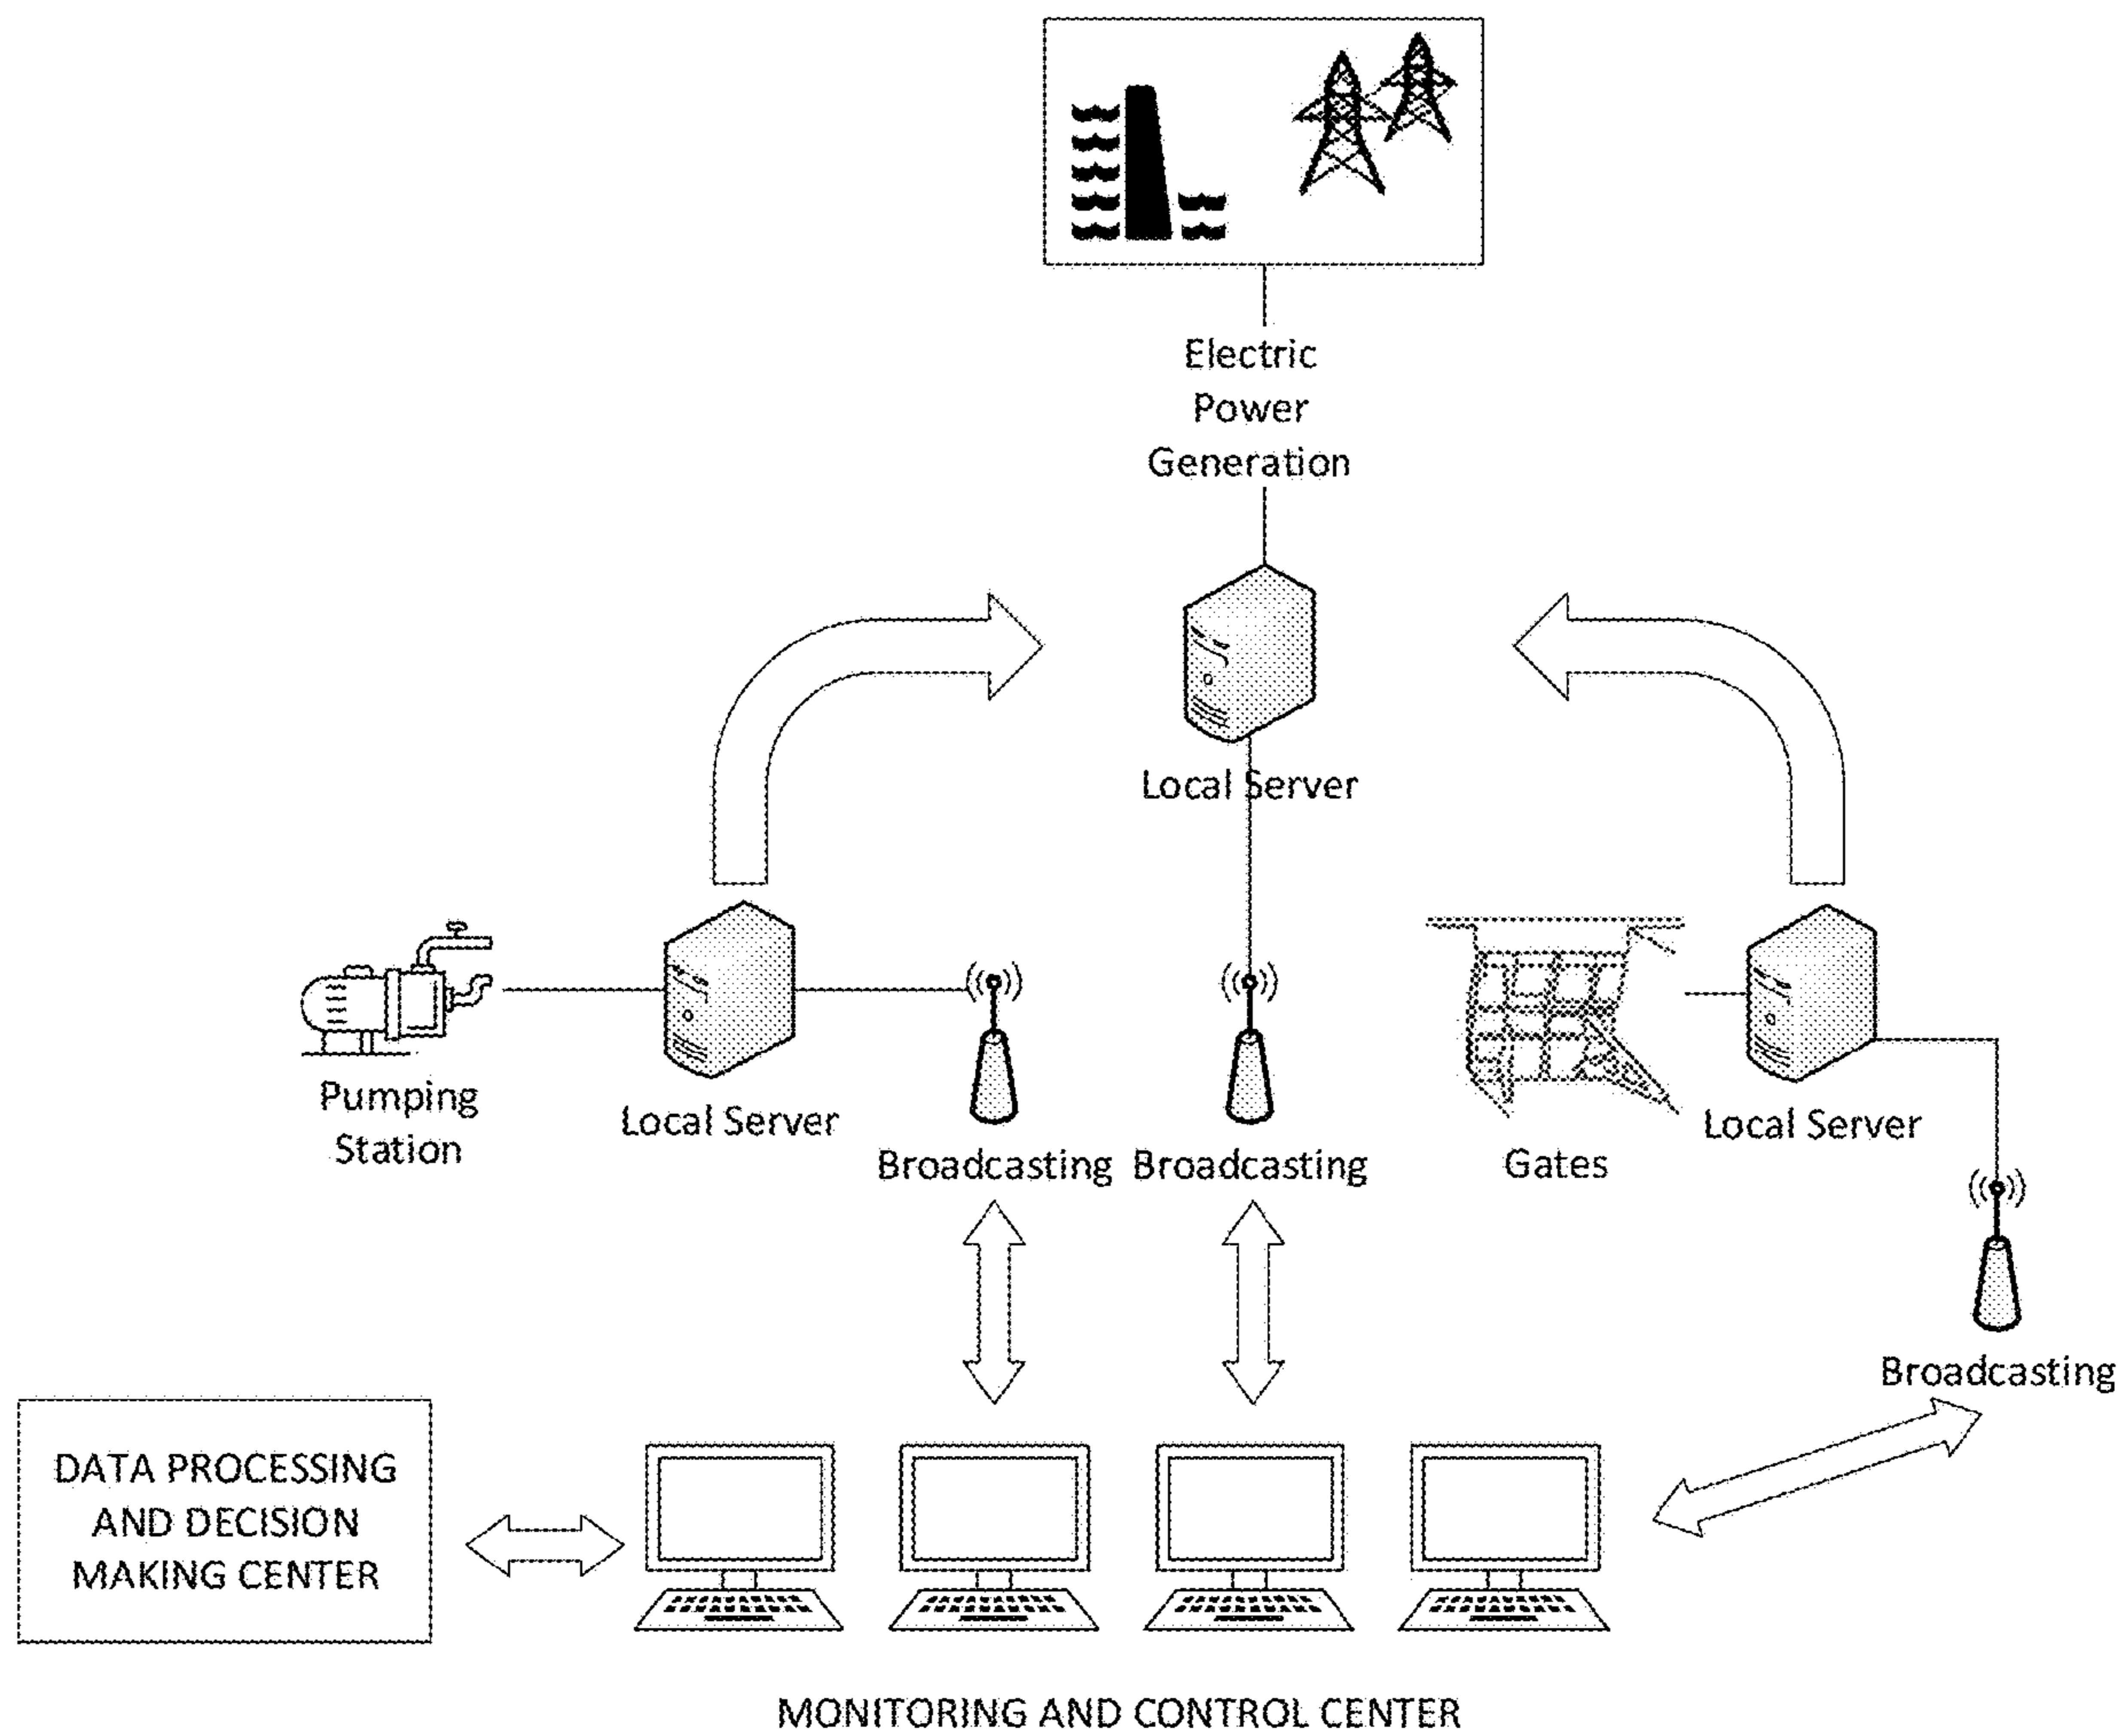 Electric
Power
Generation
Local Server
Pumping
Station
Local Server
Broadcasting
Broadcasting
Gates
Local Server
Broadcasting
DATA PROCESSING
AND DECISION
MAKING CENTER
MONITORING AND CONTROL CENTER